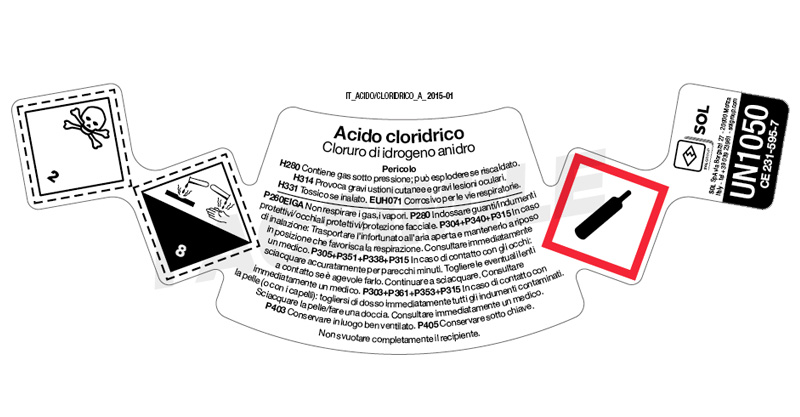 IT_ACIDO/CLORIDRICO_A_2015-01
Acido cloridrico
Cloruro di idrogeno anidro
Pericolo
H280 Contiene gas sotto pressione; può esplodere se riscaldato.
H314 Provoca gravi ustioni cutanee e gravi lesioni oculari.
H331 Tossico se inalato. EUH071 Corrosivo per le vie respiratorie.
P260EIGA Non respirare i gas, i vapori. P280 Indossare guanti/indumenti
protettivi/occhiali protettivi/protezione facciale. P304+P340+P315 In caso
di inalazione: Trasportare l'infortunato all'aria aperta e mantenerlo a riposo
in posizione che favorisca la respirazione. Consultare immediatamente
un medico. P305+P351+P338+P315 In caso di contatto con gli occhi:
sciacquare accuratamente per parecchi minuti. Togliere le eventuali lenti
a contatto se è agevole farlo. Continuare a sciacquare. Consultare
immediatamente un medico. P303+P361+P353+P315 In caso di contatto con
la pelle (o con i capelli): togliersi di dosso immediatamente tutti gli indumenti contaminati.
Sciacquare la pelle/fare una doccia. Consultare immediatamente un medico.
P403 Conservare in luogo ben ventilato. P405 Conservare sotto chiave.
Non svuotare completamente il recipiente.
2
8
SOL
SOL Spa - via Borgazzi 27 - 20900 Monza
Italy - tel +39 039 23961 - solgroup.com
UN1050
CE 231-595-7